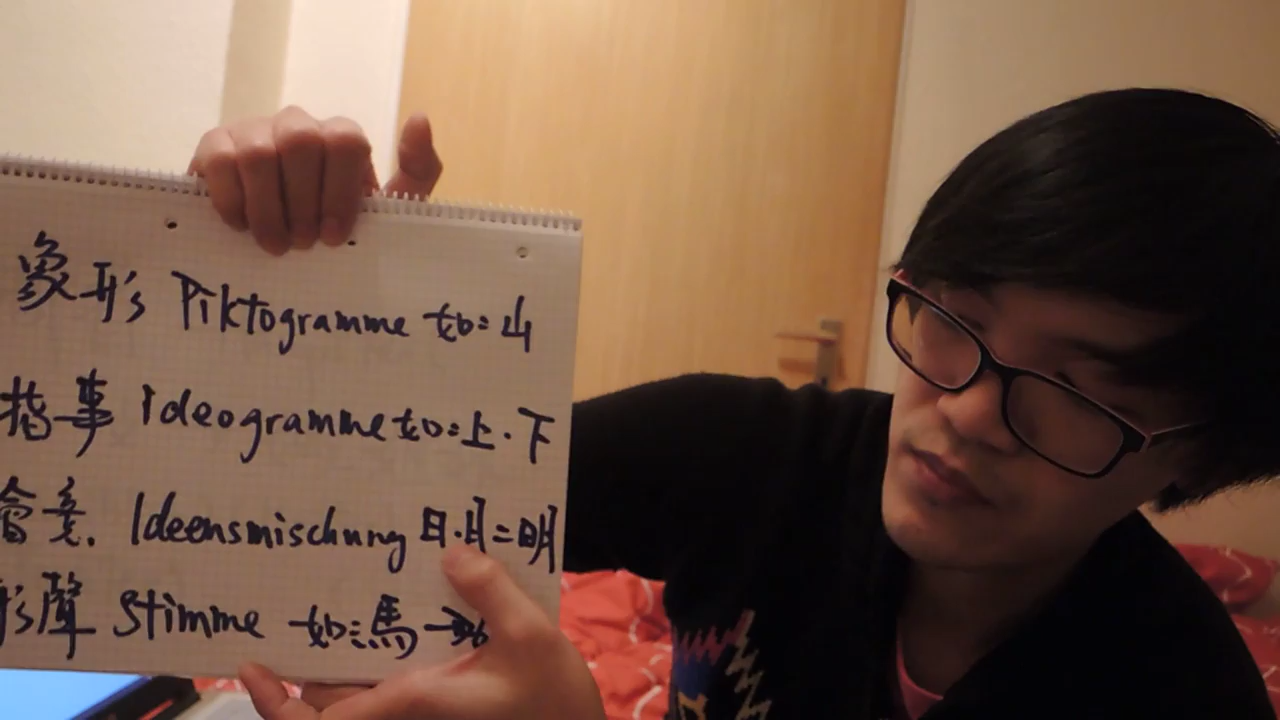 象形 Piktogramme 如:山
指事 Ideogramme 如:上.下
會意. Ideensmischung 日.月=明
形聲 Stimme 如:馬→